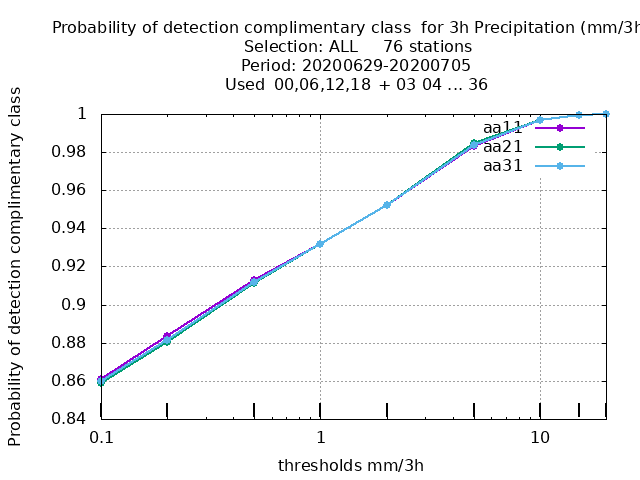 Probability of detection complimentary class  for 3h Precipitation (mm/3h
Selection: ALL     76 stations
Period: 20200629-20200705
Used  00,06,12,18  + 03 04 ... 36
Probability of detection complimentary class
1
0.98
0.96
0.94
0.92
0.9
0.88
0.86
0.84
aa11
aa21
aa31
0.1
1
10
thresholds mm/3h